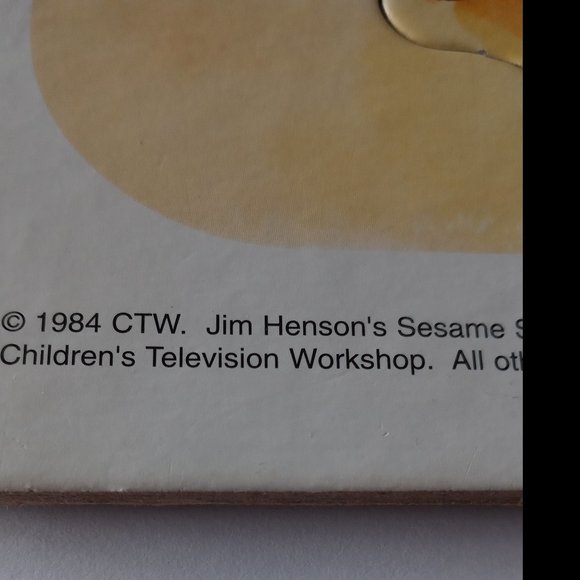 © 1984 CTW. Jim Henson's Sesame
Children's Television Workshop. All